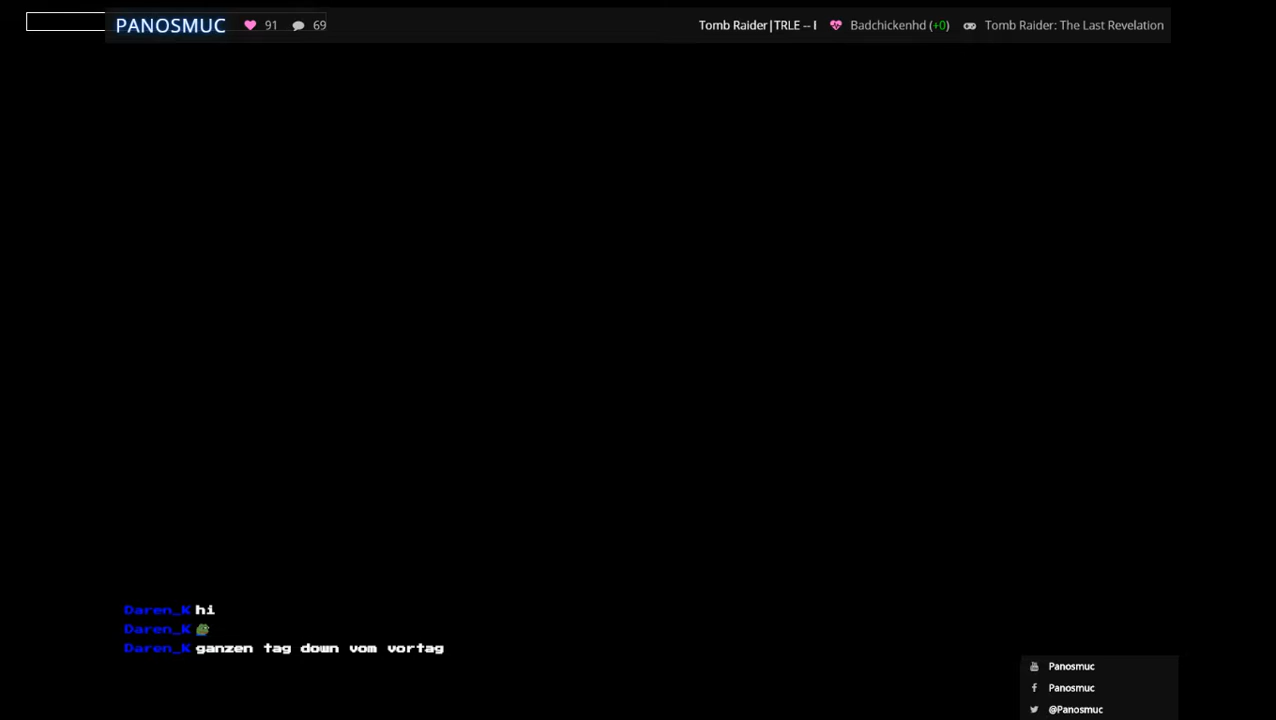 PANOSMUC 91 69 Tomb Raader|TRLE -- Badchickenhd (+0) Tomb Raider: The Last Revelation
Daren_K hi
Daren_K
Daren_K ganzen tag down vom vortag
Panosmuc
Panosmuc
@Panosmuc